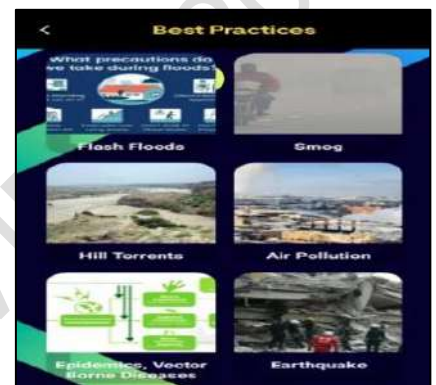 Best Practices
What precautions do
we take during floods?
Flash Floods
Smog
Hill Torrents
Air Pollution
Epidemics, Vector
Borne Diseases
Earthquake